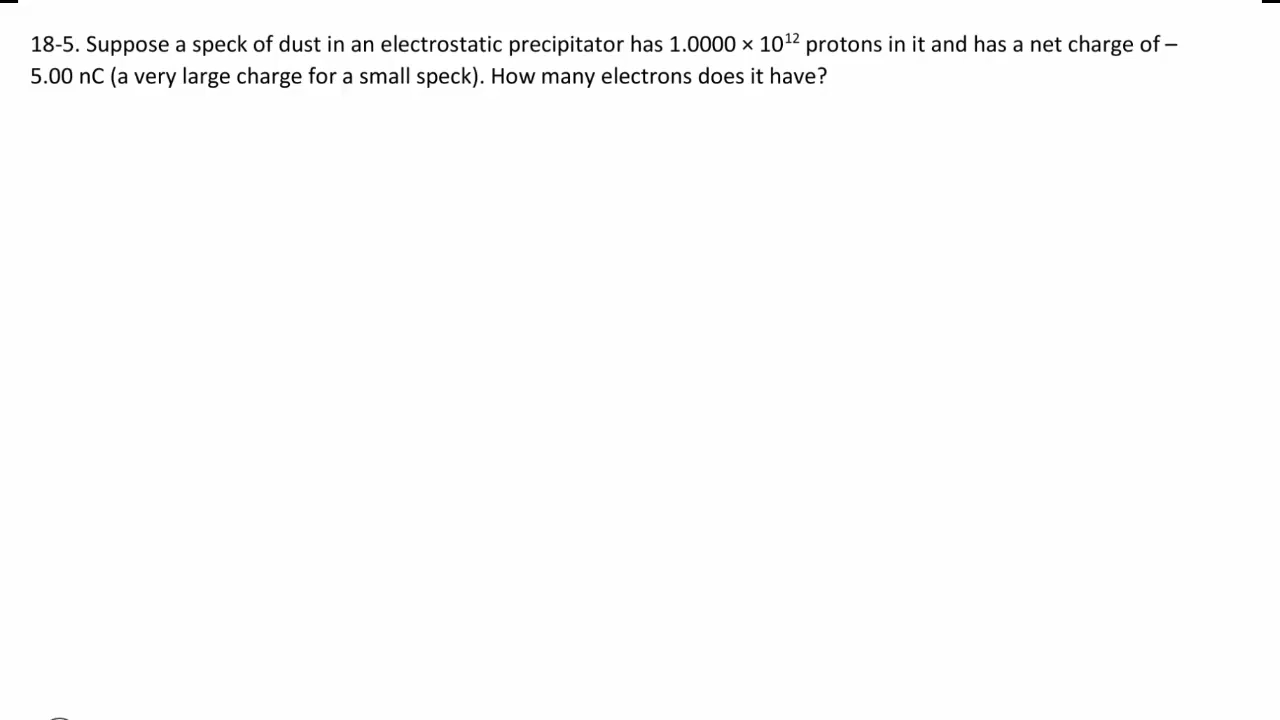 18-5. Suppose a speck of dust in an electrostatic precipitator has 1.0000 × 10¹² protons in it and has a net charge of –
5.00 nC (a very large charge for a small speck). How many electrons does it have?